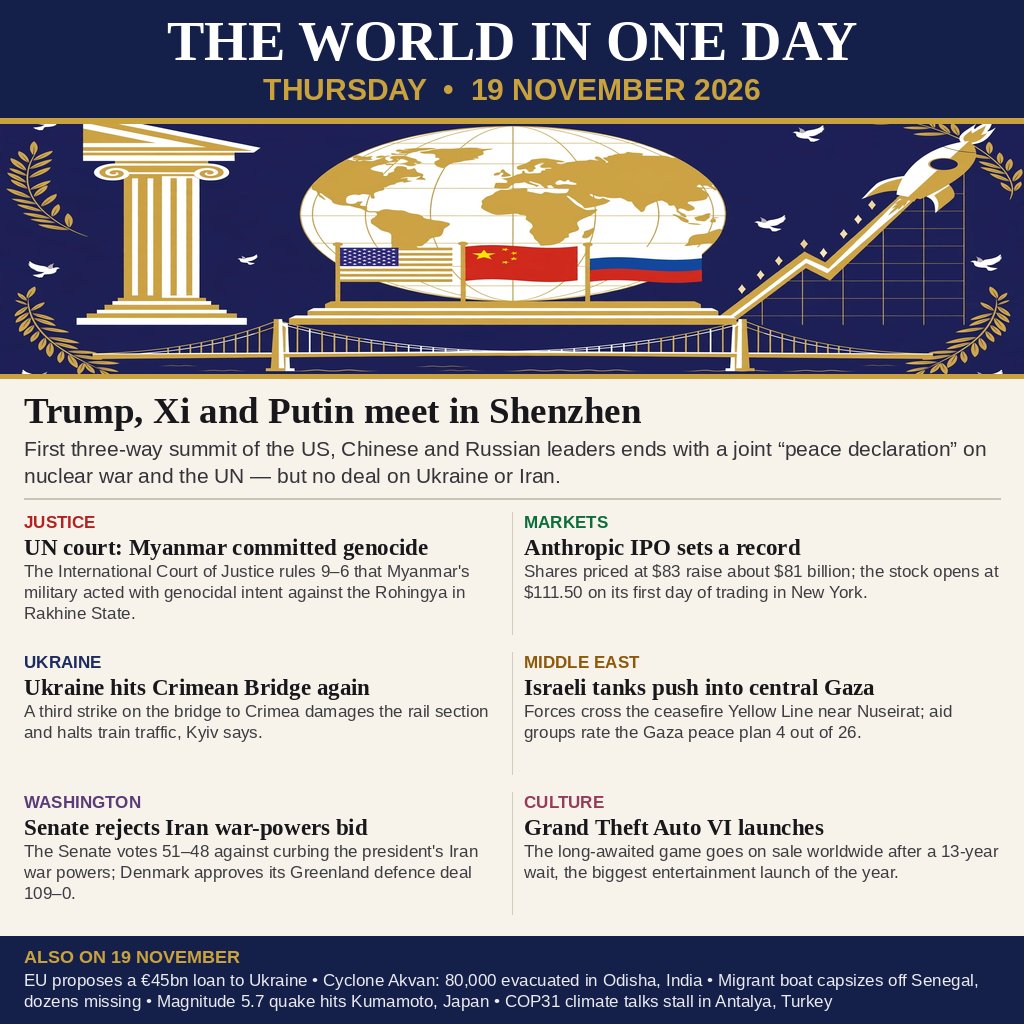 THE WORLD IN ONE DAY
THURSDAY • 19 NOVEMBER 2026
Trump, Xi and Putin meet in Shenzhen
First three-way summit of the US, Chinese and Russian leaders ends with a joint “peace declaration” on
nuclear war and the UN — but no deal on Ukraine or Iran.
JUSTICE
UN court: Myanmar committed genocide
The International Court of Justice rules 9–6 that Myanmar's
military acted with genocidal intent against the Rohingya in
Rakhine State.
MARKETS
Anthropic IPO sets a record
Shares priced at $83 raise about $81 billion; the stock opens at
$111.50 on its first day of trading in New York.
UKRAINE
Ukraine hits Crimean Bridge again
A third strike on the bridge to Crimea damages the rail section
and halts train traffic, Kyiv says.
MIDDLE EAST
Israeli tanks push into central Gaza
Forces cross the ceasefire Yellow Line near Nuseirat; aid
groups rate the Gaza peace plan 4 out of 26.
WASHINGTON
Senate rejects Iran war-powers bid
The Senate votes 51–48 against curbing the president's Iran
war powers; Denmark approves its Greenland defence deal
109–0.
CULTURE
Grand Theft Auto VI launches
The long-awaited game goes on sale worldwide after a 13-year
wait, the biggest entertainment launch of the year.
ALSO ON 19 NOVEMBER
EU proposes a €45bn loan to Ukraine • Cyclone Akvan: 80,000 evacuated in Odisha, India • Migrant boat capsizes off Senegal,
dozens missing • Magnitude 5.7 quake hits Kumamoto, Japan • COP31 climate talks stall in Antalya, Turkey